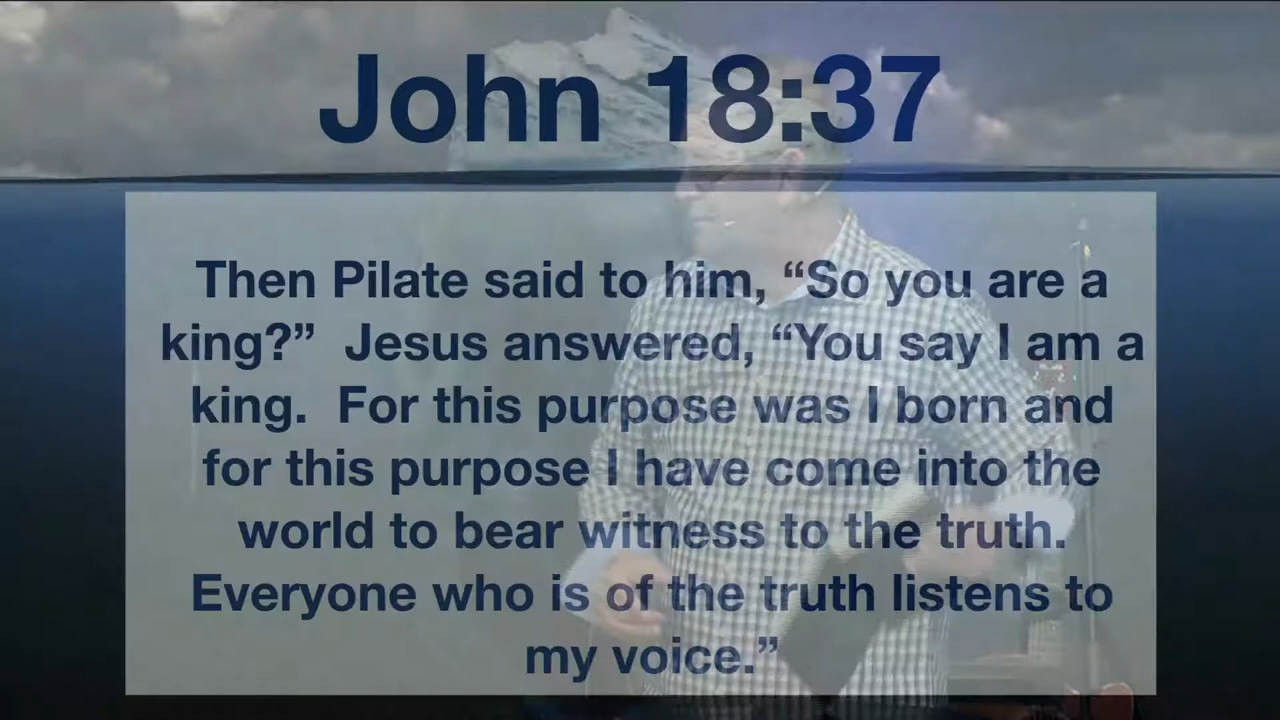 John 18:37
Then Pilate said to him, “So you are a
king?”  Jesus answered, “You say I am a
king.  For this purpose was I born and
for this purpose I have come into the
world to bear witness to the truth.
Everyone who is of the truth listens to
my voice.”